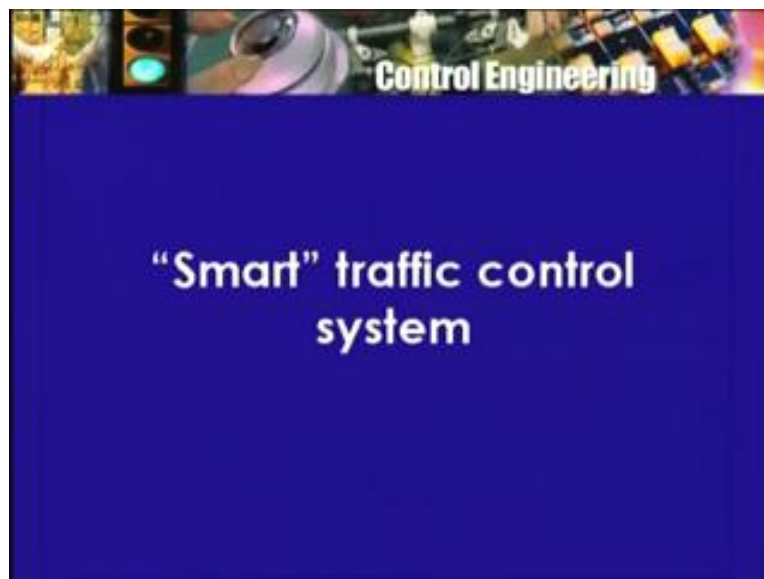 Control Engineering
“Smart” traffic control
system